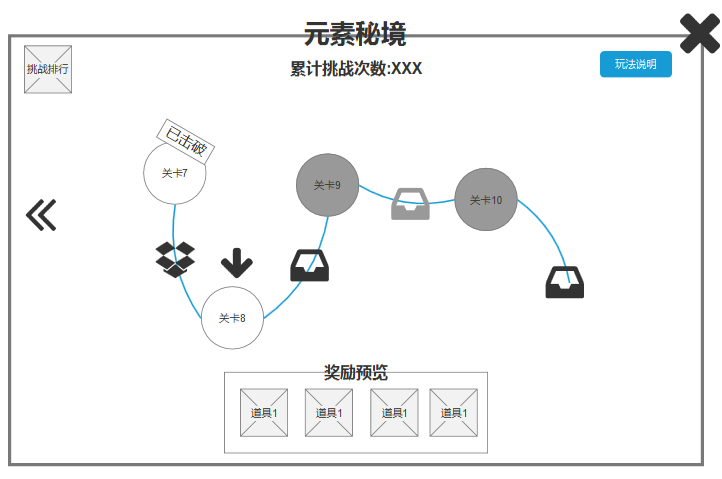 元素秘境
挑战排行
累计挑战次数:XXX
玩法说明
已击破
关卡7
关卡9
关卡10
关卡8
奖励预览
道具1
道具1
道具1
道具1